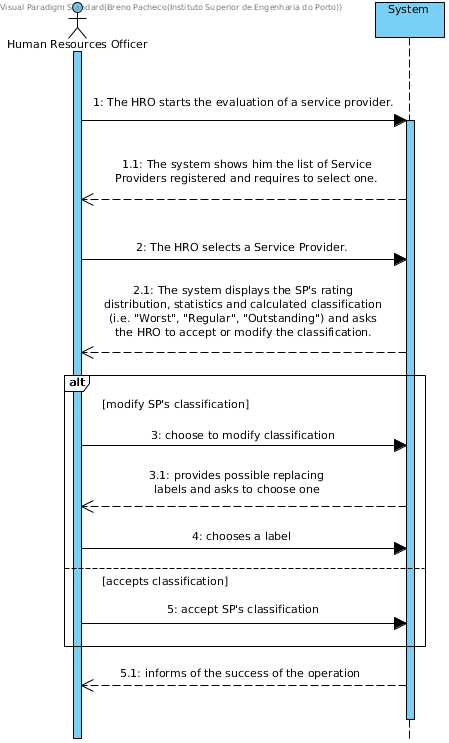 Visual Paradigm Standard(Breno Pacheco(Instituto Superior de Engenharia do Porto))
System
Human Resources Officer
1: The HRO starts the evaluation of a service provider.
1.1: The system shows him the list of Service
Providers registered and requires to select one.
2: The HRO selects a Service Provider.
2.1: The system displays the SP's rating
distribution, statistics and calculated classification
(i.e. "Worst", "Regular", "Outstanding") and asks
the HRO to accept or modify the classification.
alt
[modify SP's classification]
3: choose to modify classification
3.1: provides possible replacing
labels and asks to choose one
4: chooses a label
[accepts classification]
5: accept SP's classification
5.1: informs of the success of the operation